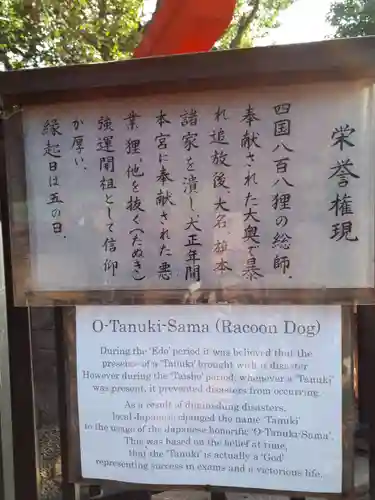 栄誉権現
四国八百八狸の総師.
奉献された大奥で暴
れ追放後、大名、旗本
諸家を潰し、大正年間
本宮に奉献された悪
業狸。他を抜く(たぬき)
強運開祖として信仰
が厚い.
縁起日は五の日.
O-Tanuki-Sama (Racoon Dog)
During the 'Edo' period it was believed that the
presence of a 'Tanuki' brought with it disaster
However during the 'Taisho' period; whenever a 'Tanuki'
was present, it prevented disasters from occurring.
As a result of diminishing disasters,
local Japanese changed the name 'Tanuki'
to the usage of the Japanese honorific 'O-Tanuki-Sama'.
This was based on the belief at time,
that the 'Tanuki' is actually a 'God'
representing success in exams and a victorious life.